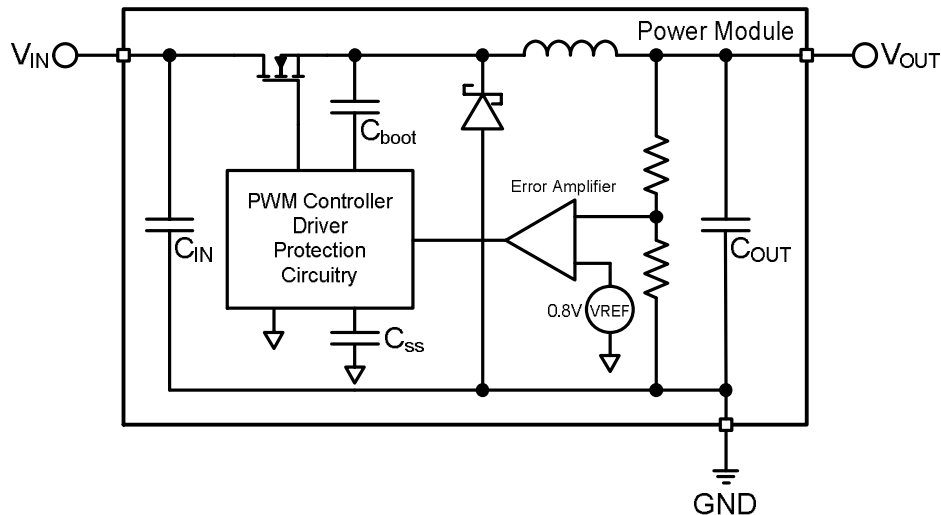 Power Module
VIN
VOUT
Cboot
PWM Controller
Driver
Protection
Circuitry
Error Amplifier
CIN
COUT
0.8V
VREF
Css
GND